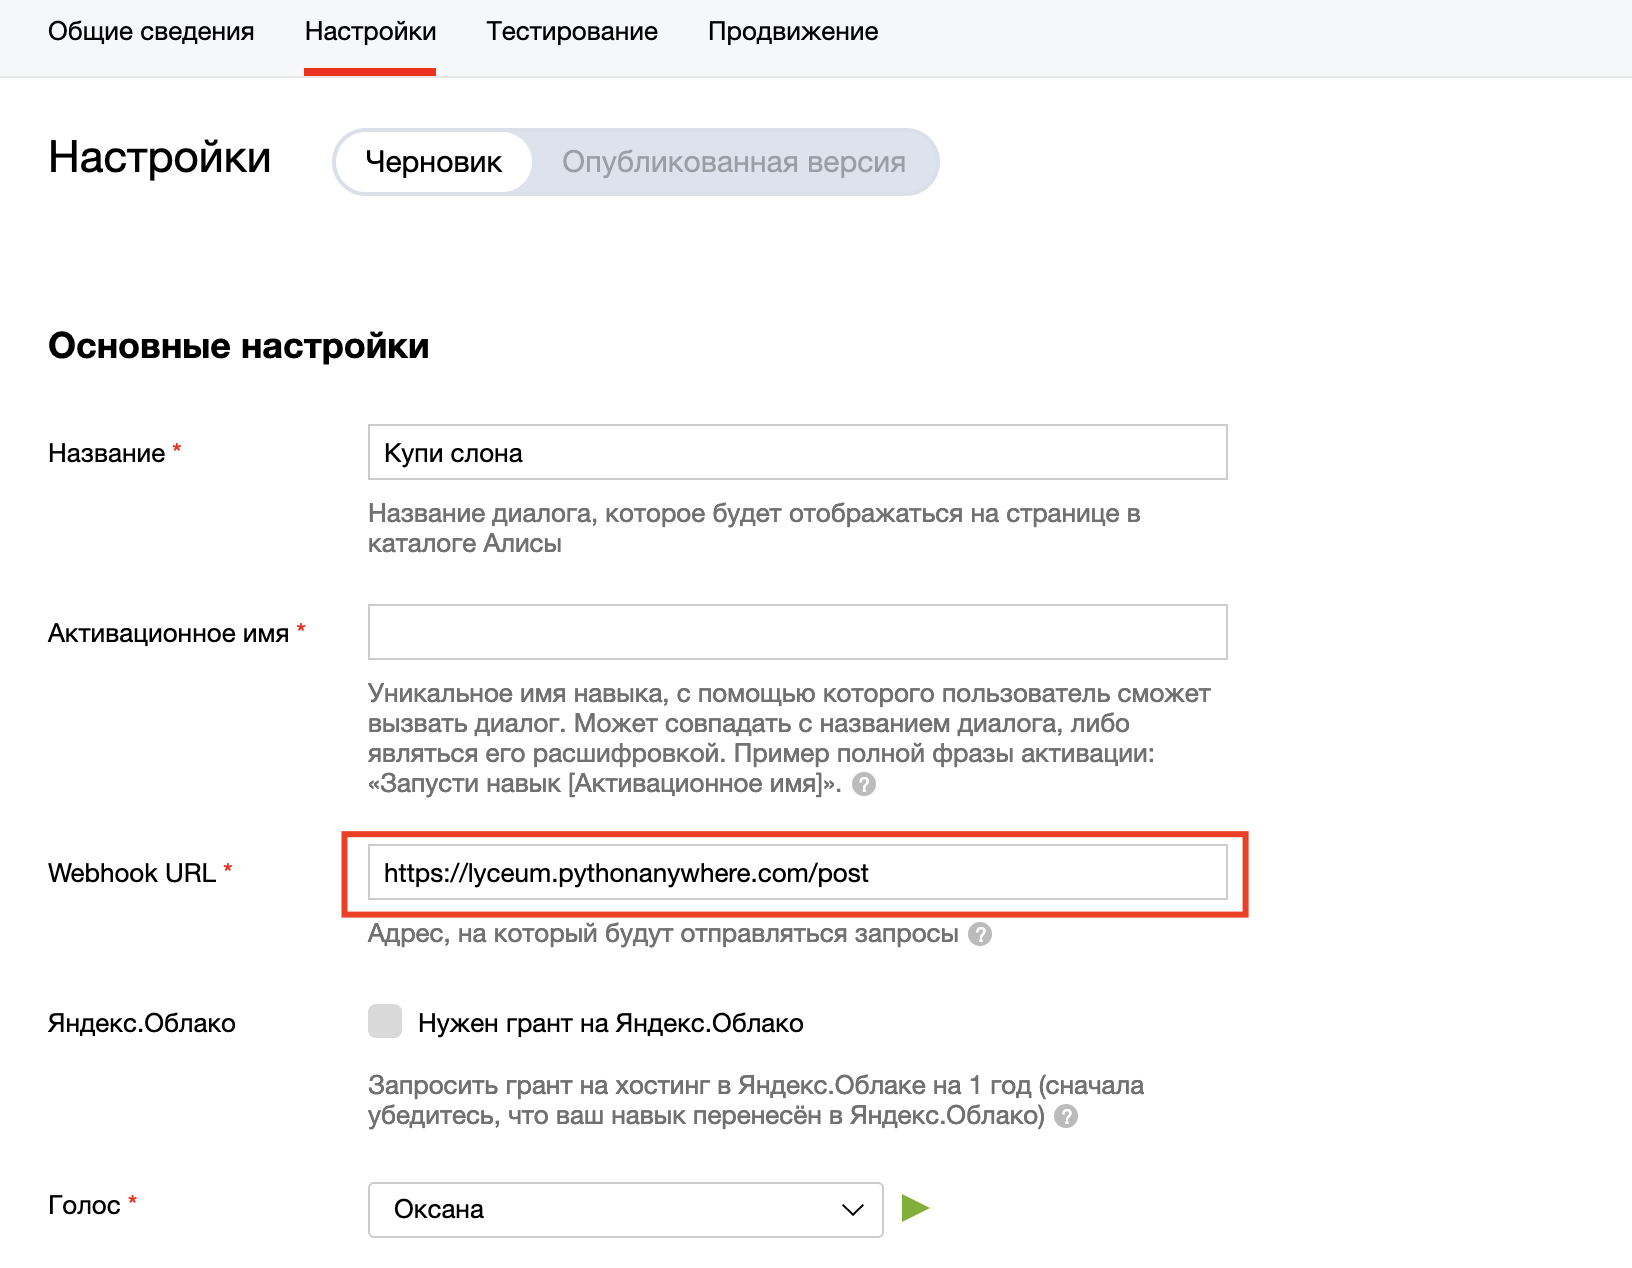 Общие сведения Настройки Тестирование Продвижение
Настройки Черновик Опубликованная версия
Основные настройки
Название * Купи слона
Название диалога, которое будет отображаться на странице в
каталоге Алисы
Активационное имя *
Уникальное имя навыка, с помощью которого пользователь сможет
вызвать диалог. Может совпадать с названием диалога, либо
являться его расшифровкой. Пример полной фразы активации:
«Запусти навык [Активационное имя]». ?
Webhook URL * https://lyceum.pythonanywhere.com/post
Адрес, на который будут отправляться запросы ?
Яндекс.Облако Нужен грант на Яндекс.Облако
Запросить грант на хостинг в Яндекс.Облаке на 1 год (сначала
убедитесь, что ваш навык перенесён в Яндекс.Облако) ?
Голос * Оксана